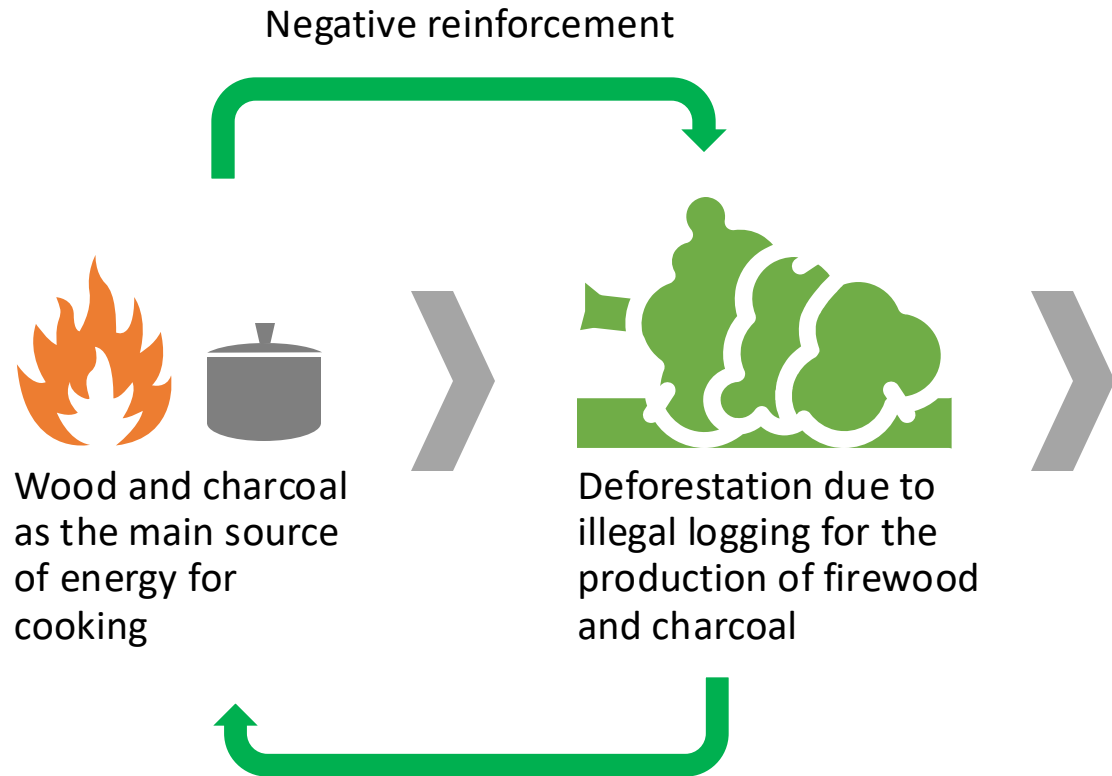 Negative reinforcement
Wood and charcoal
as the main source
of energy for
cooking
Deforestation due to
illegal logging for the
production of firewood
and charcoal